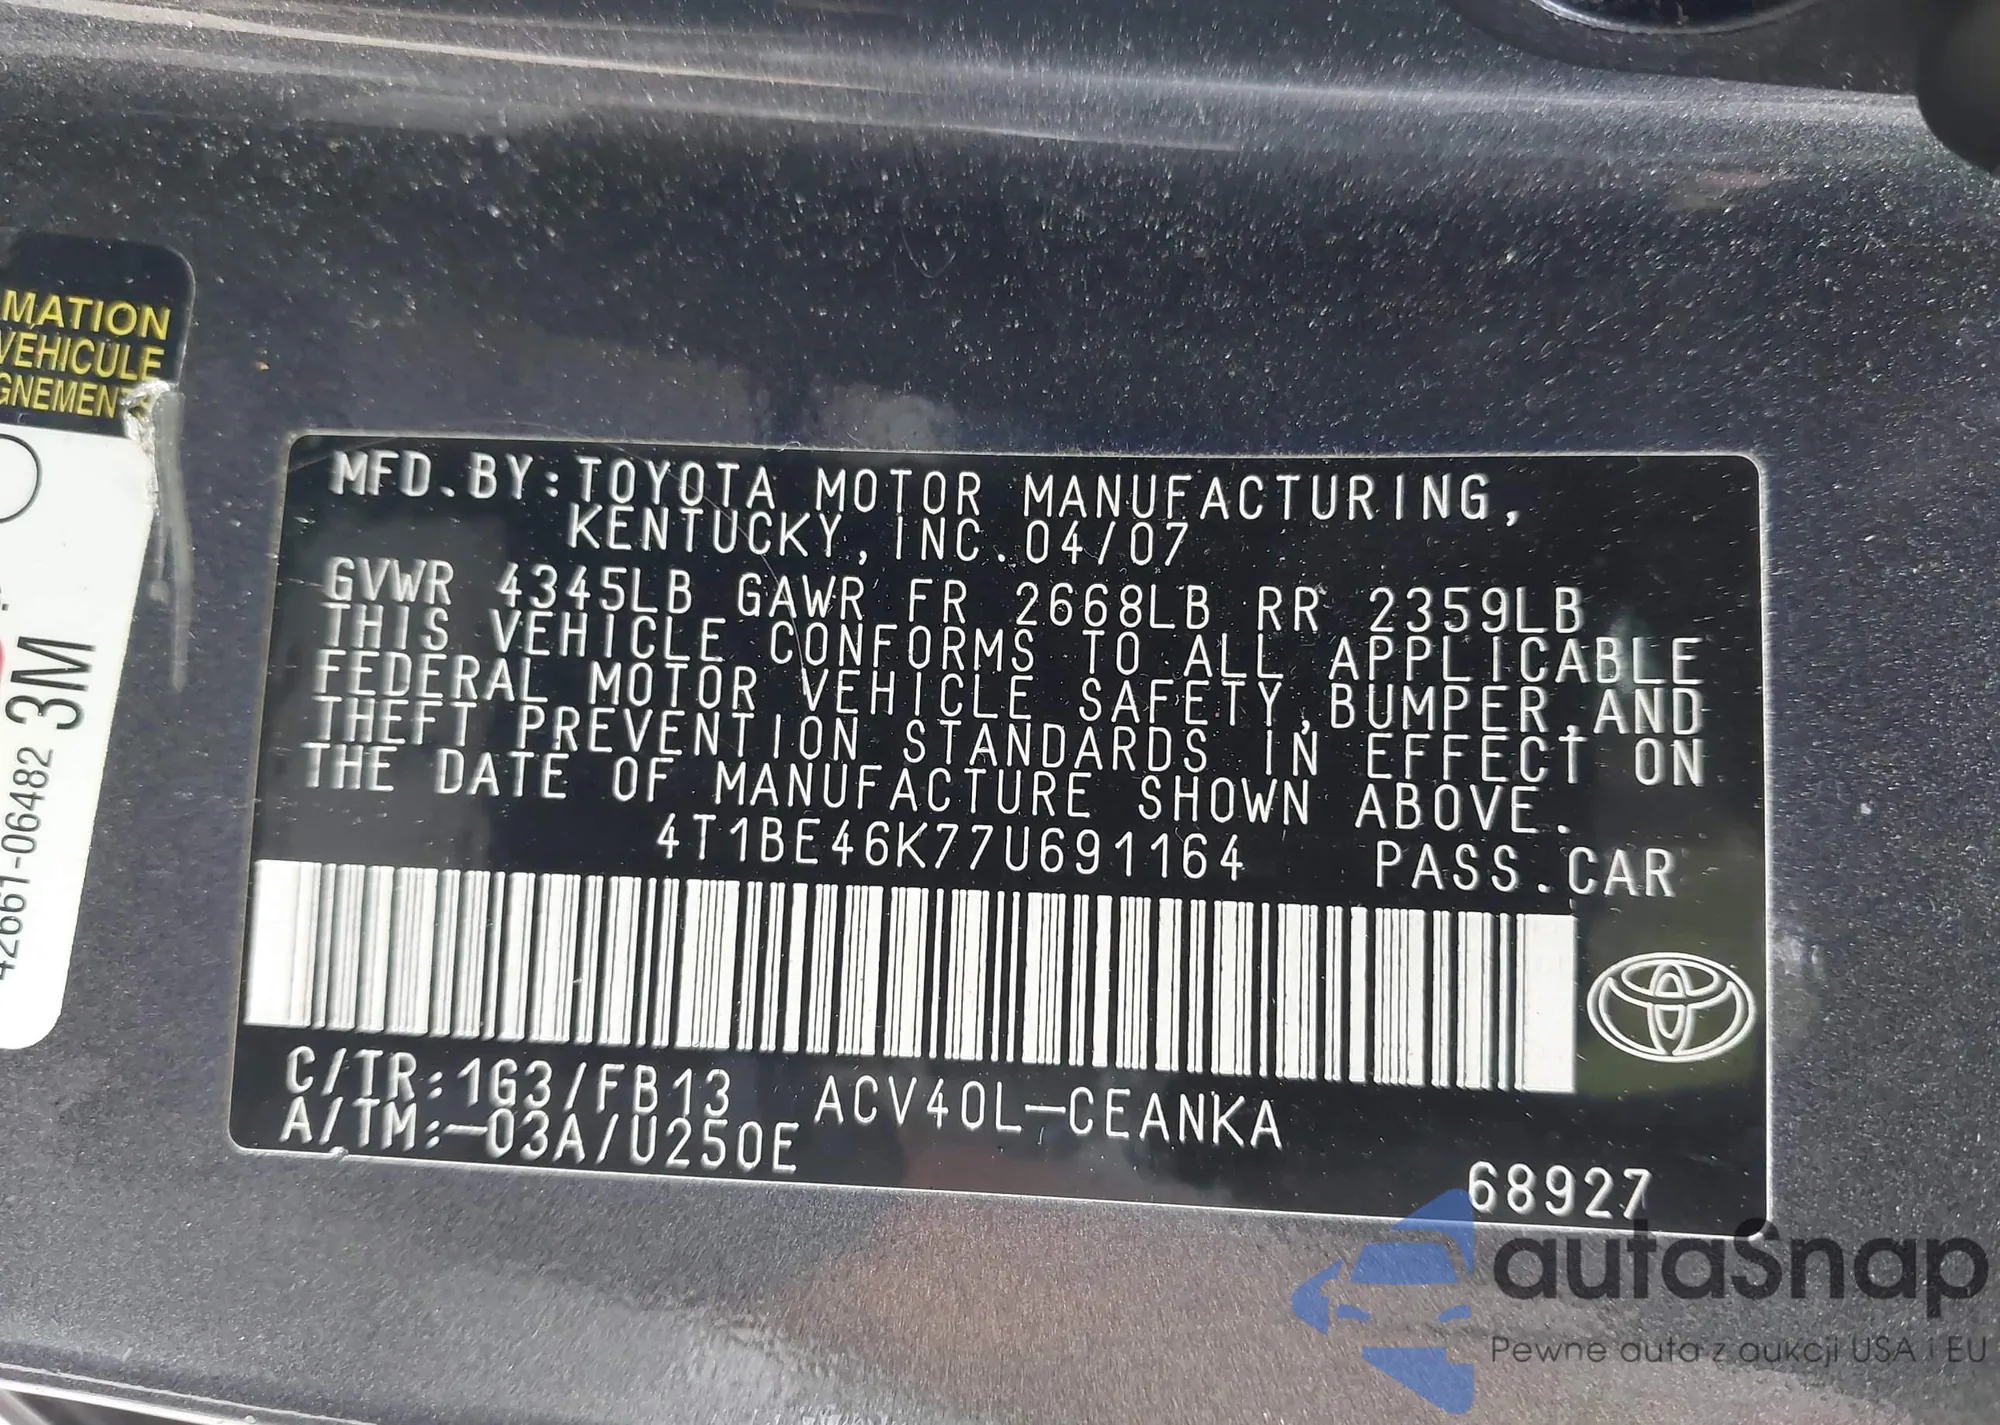 MATION
VÉHICULE
GNEMENTS
3M
42661-06482
MFD.BY:TOYOTA MOTOR MANUFACTURING,
KENTUCKY, INC.04/07
GVWR 4345LB GAWR FR 2668LB RR 2359LB
THIS VEHICLE CONFORMS TO ALL APPLICABLE
FEDERAL MOTOR VEHICLE SAFETY,BUMPER,AND
THEFT PREVENTION STANDARDS IN EFFECT ON
THE DATE OF MANUFACTURE SHOWN ABOVE.
4T1BE46K77U691164 PASS.CAR
C/TR:1G3/FB13 ACV40L-CEANKA
A/TM:-03A/U250E
68927
autaSnap
Pewne auta z aukcji USA i EU